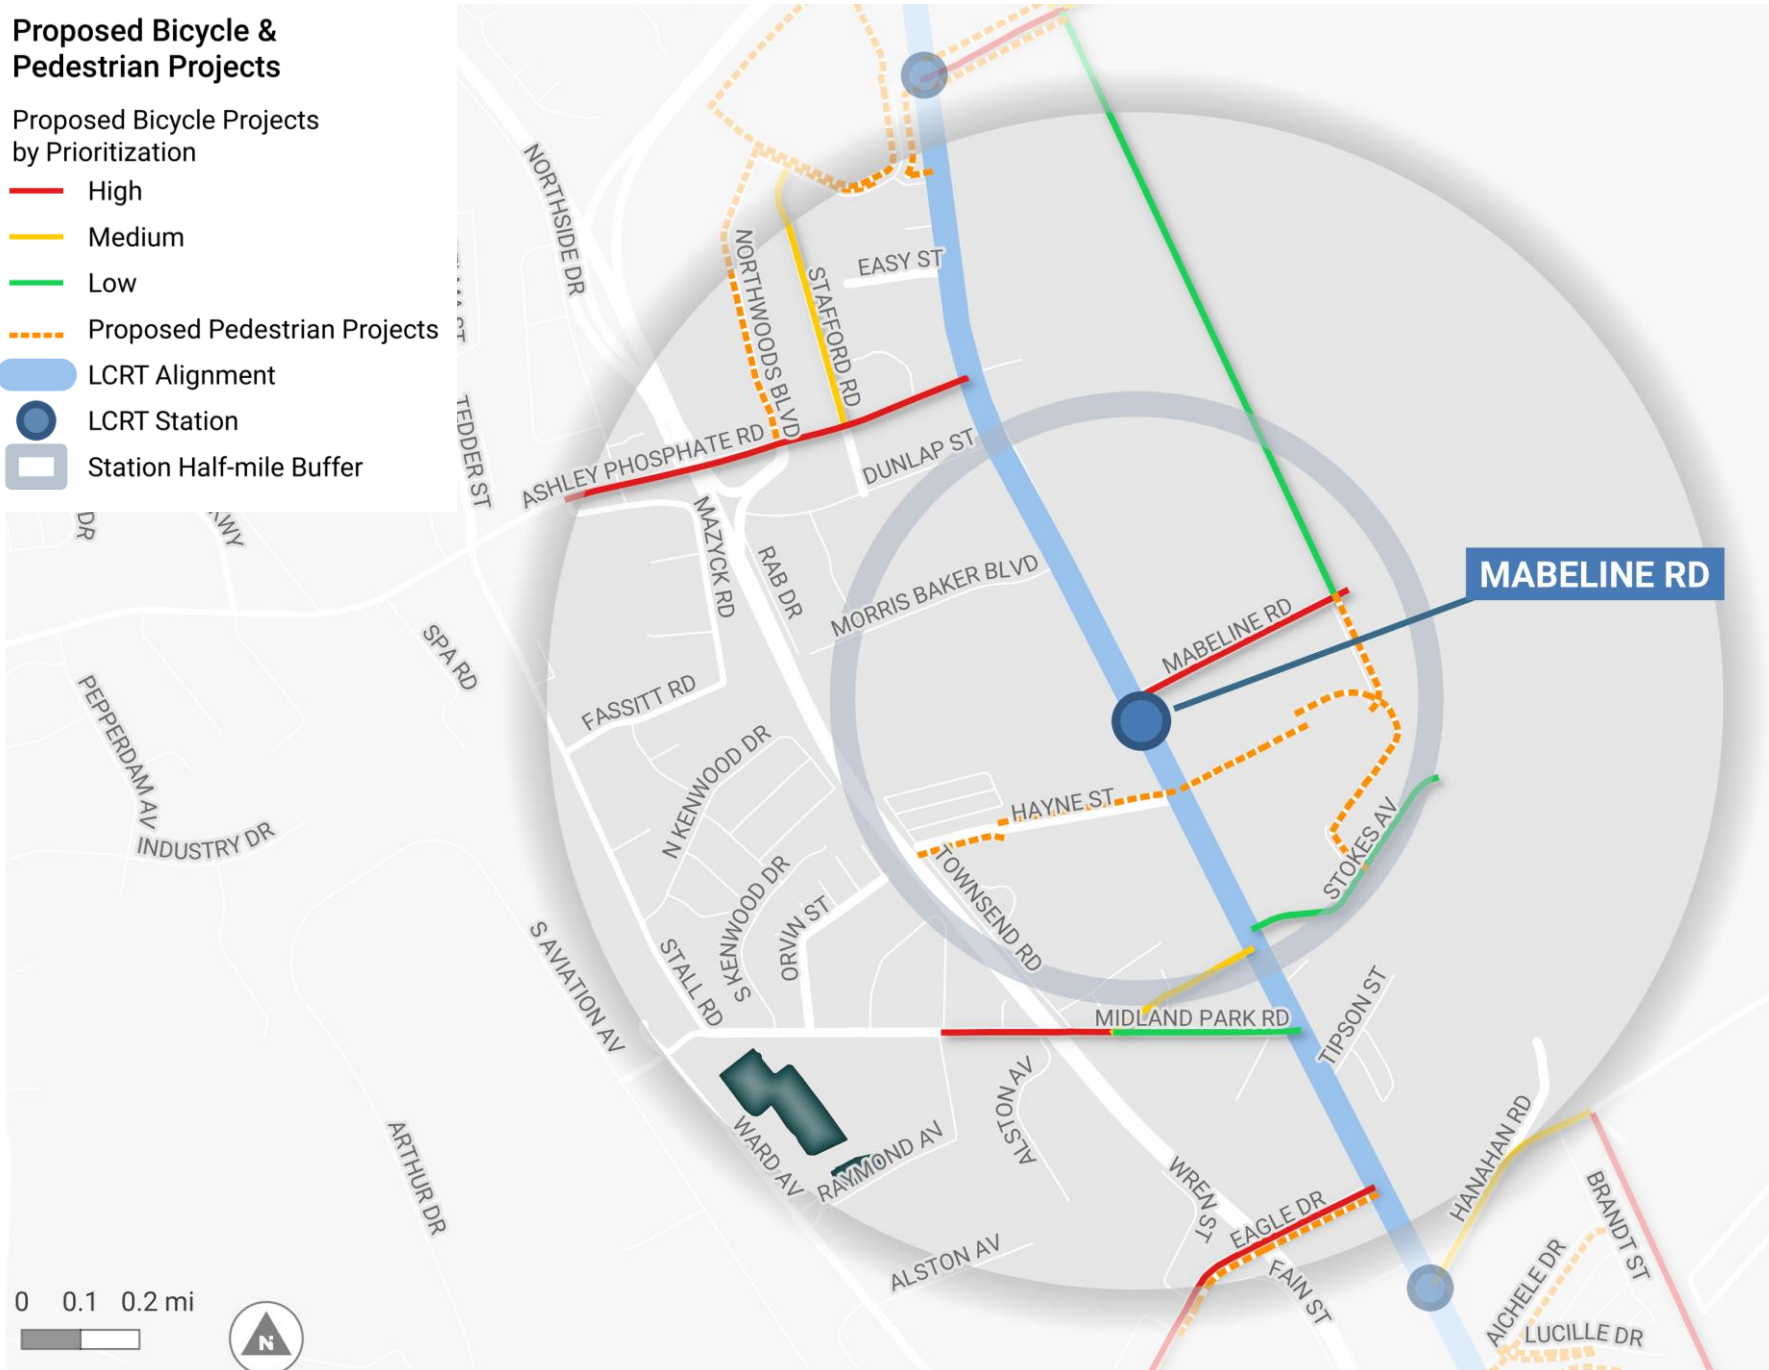 Proposed Bicycle &
Pedestrian Projects
Proposed Bicycle Projects
by Prioritization
High
Medium
Low
Proposed Pedestrian Projects
LCRT Alignment
LCRT Station
Station Half-mile Buffer
NORTHSIDE DR
NORTHWOODS BLVD
STAFFORD RD
EASY ST
TEDDER ST
ASHLEY PHOSPHATE RD
DUNLAP ST
DR
MAZYCK RD
RAB DR
MORRIS BAKER BLVD
MABELINE RD
MABELINE RD
SPA RD
FASSITT RD
PEPPERDAM AV
INDUSTRY DR
N KENWOOD DR
HAYNE ST
STOKES AV
S KENWOOD DR
ORVIN ST
TOWNSEND RD
S AVIATION AV
STALL RD
MIDLAND PARK RD
TIPSON ST
ALSTON AV
WARD AV
RAYMOND AV
ARTHUR DR
HANAHAN RD
WREN ST
EAGLE DR
BRANDT ST
ALSTON AV
FAIN ST
AICHELE DR
LUCILLE DR
0 0.1 0.2 mi
N